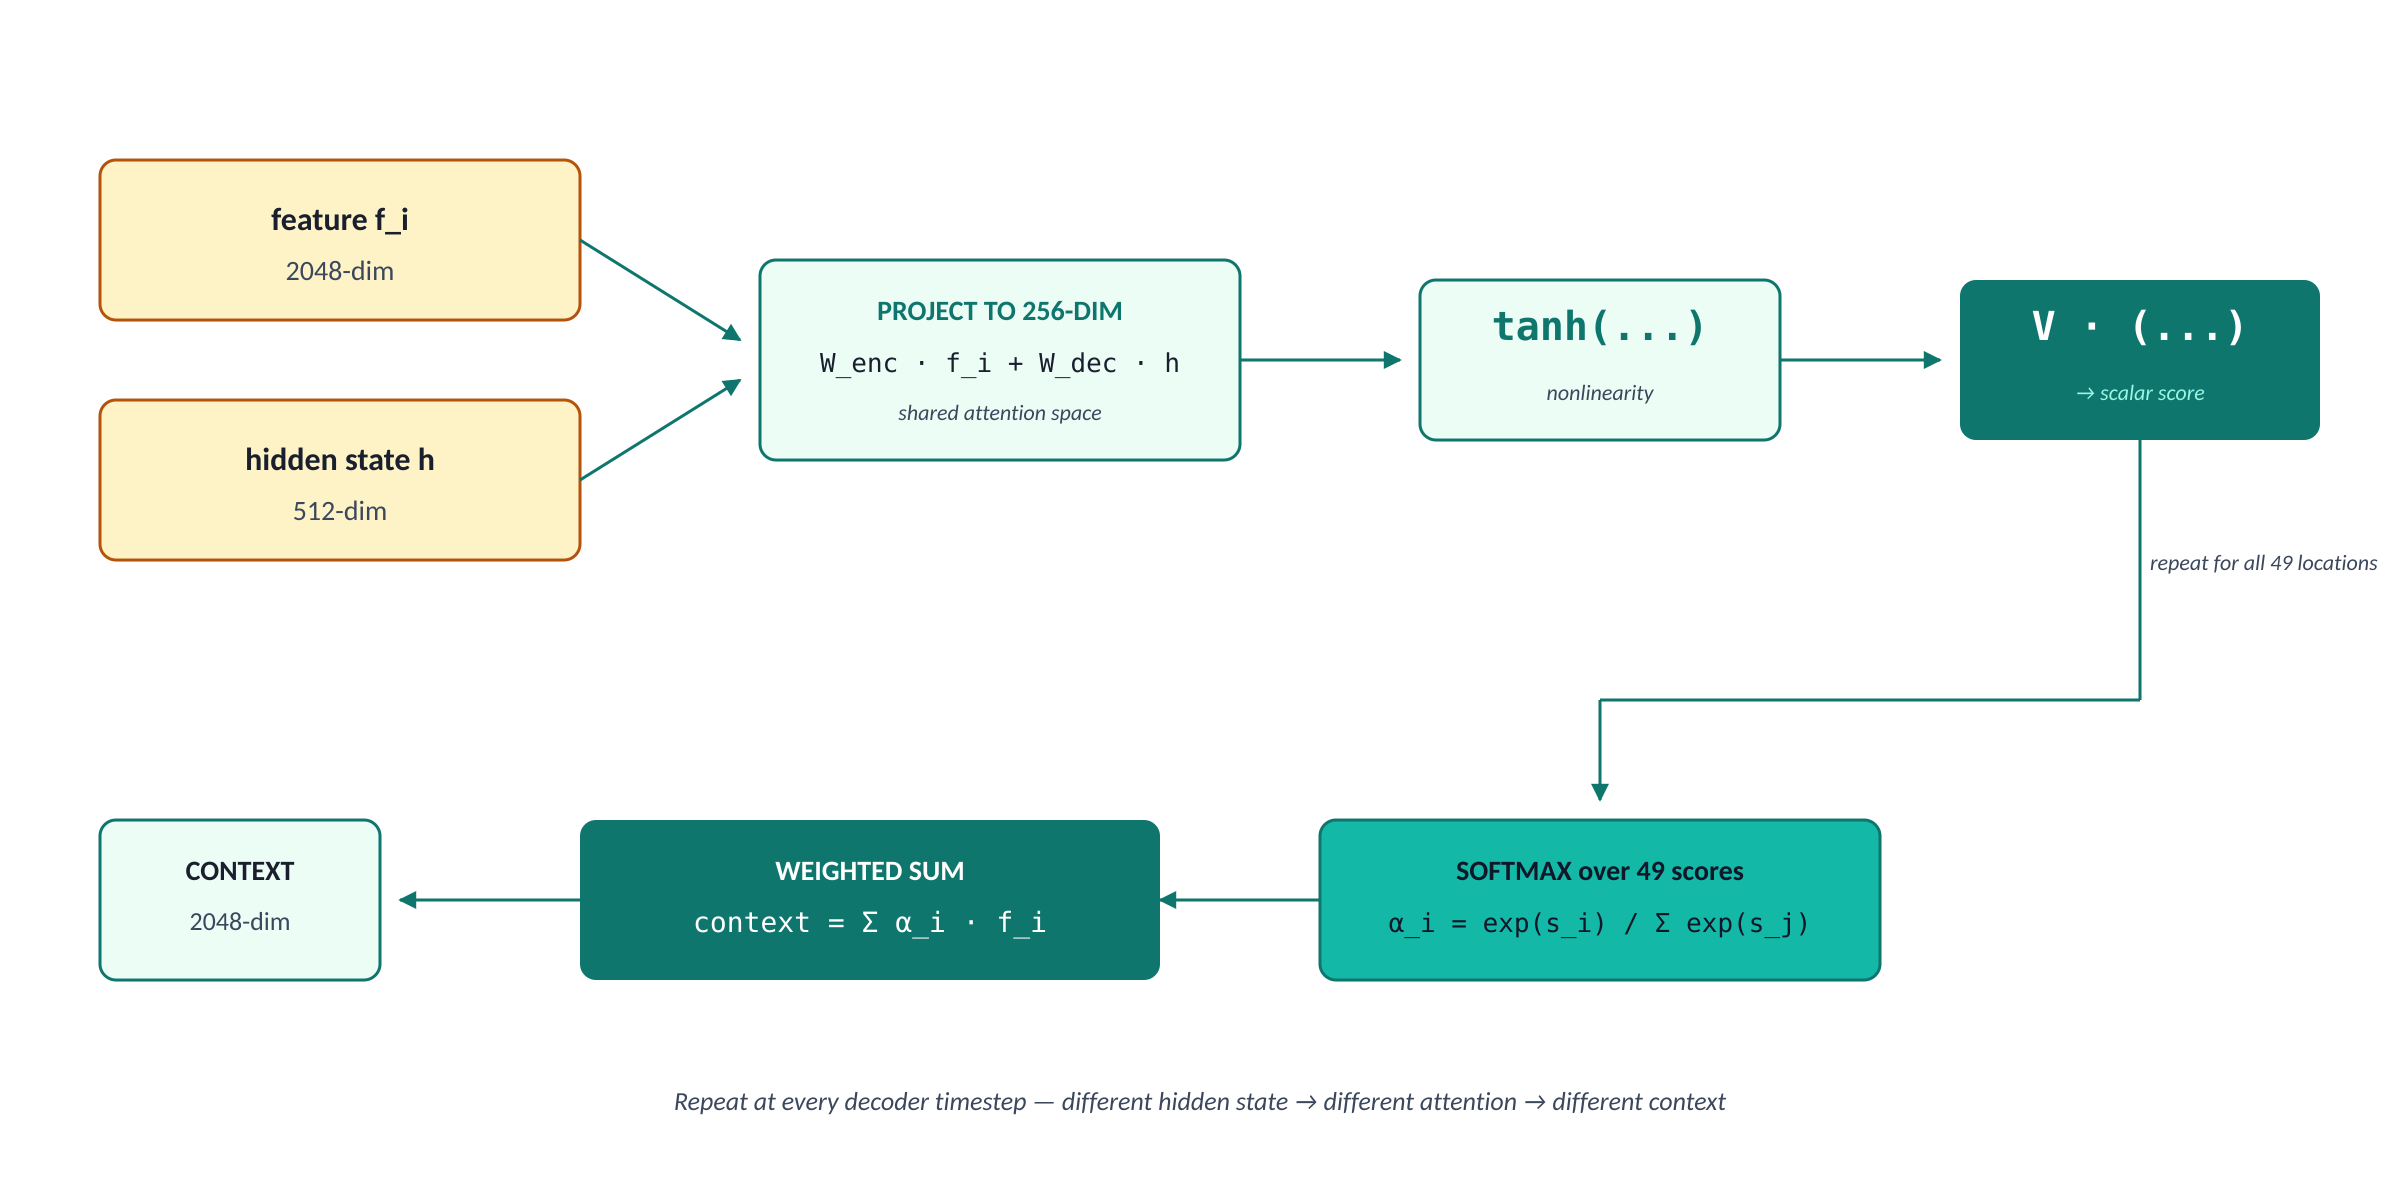 feature f_i
2048-dim
hidden state h
512-dim
PROJECT TO 256-DIM
W_enc · f_i + W_dec · h
shared attention space
tanh(...)
nonlinearity
V · (...)
→ scalar score
repeat for all 49 locations
SOFTMAX over 49 scores
α_i = exp(s_i) / Σ exp(s_j)
WEIGHTED SUM
context = Σ α_i · f_i
CONTEXT
2048-dim
Repeat at every decoder timestep — different hidden state → different attention → different context